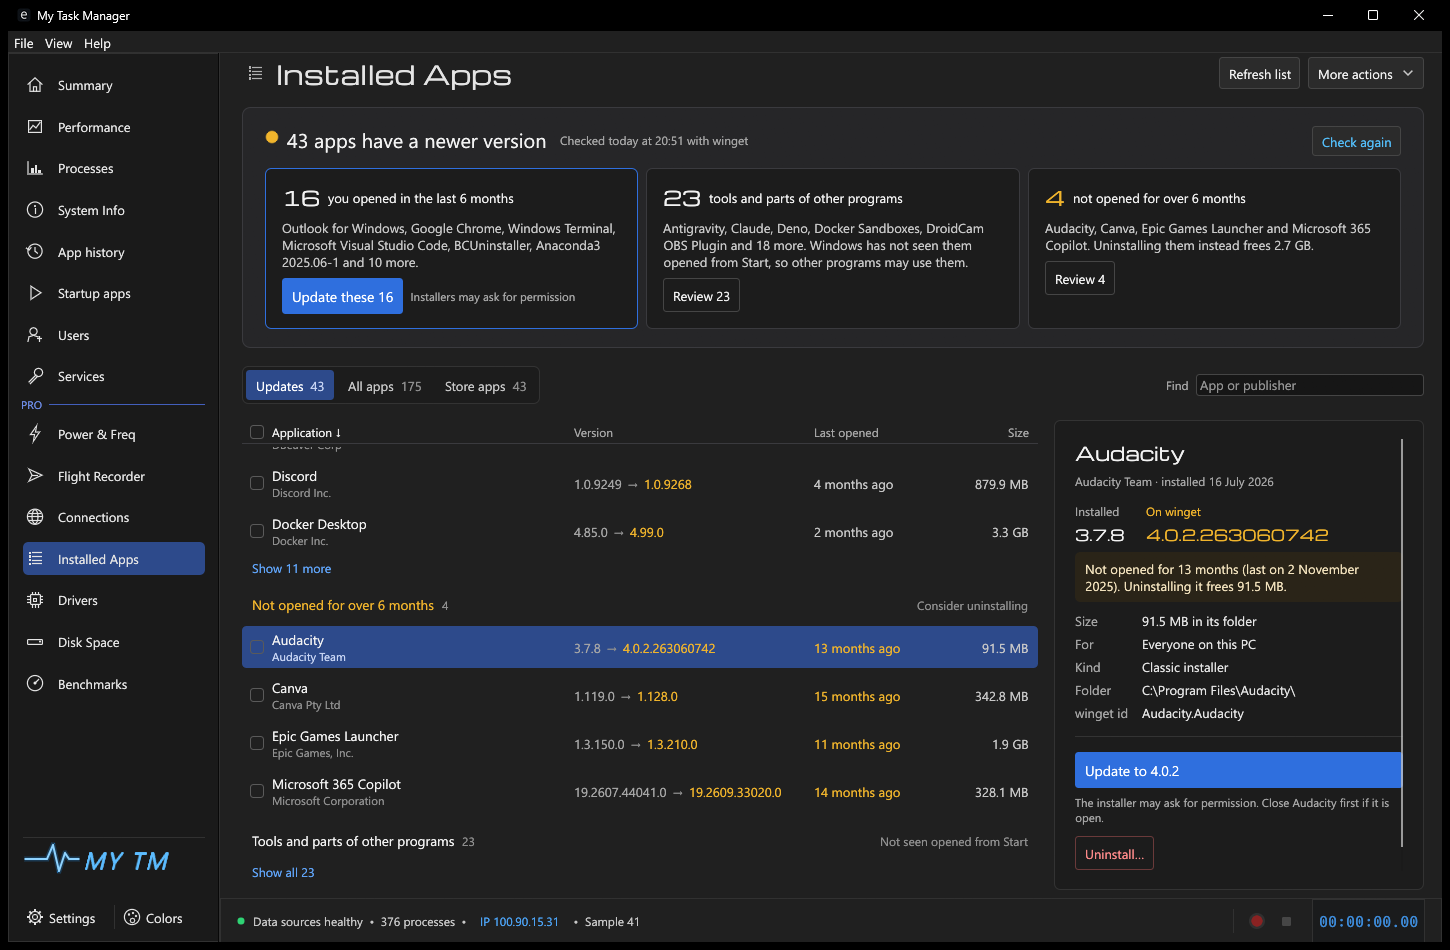 My Task Manager
File View Help
Summary
Performance
Processes
System Info
App history
Startup apps
Users
Services
PRO
Power & Freq
Flight Recorder
Connections
Installed Apps
Drivers
Disk Space
Benchmarks
MY TM
Settings Colors
Installed Apps
Refresh list More actions
43 apps have a newer version Checked today at 20:51 with winget Check again
16 you opened in the last 6 months
Outlook for Windows, Google Chrome, Windows Terminal,
Microsoft Visual Studio Code, BCUninstaller, Anaconda3
2025.06-1 and 10 more.
Update these 16 Installers may ask for permission
23 tools and parts of other programs
Antigravity, Claude, Deno, Docker Sandboxes, DroidCam
OBS Plugin and 18 more. Windows has not seen them
opened from Start, so other programs may use them.
Review 23
4 not opened for over 6 months
Audacity, Canva, Epic Games Launcher and Microsoft 365
Copilot. Uninstalling them instead frees 2.7 GB.
Review 4
Updates 43 All apps 175 Store apps 43 Find App or publisher
Application ↓ Version Last opened Size
Discord
Discord Inc.
1.0.9249 → 1.0.9268 4 months ago 879.9 MB
Docker Desktop
Docker Inc.
4.85.0 → 4.99.0 2 months ago 3.3 GB
Show 11 more
Not opened for over 6 months 4 Consider uninstalling
Audacity
Audacity Team
3.7.8 → 4.0.2.263060742 13 months ago 91.5 MB
Canva
Canva Pty Ltd
1.119.0 → 1.128.0 15 months ago 342.8 MB
Epic Games Launcher
Epic Games, Inc.
1.3.150.0 → 1.3.210.0 11 months ago 1.9 GB
Microsoft 365 Copilot
Microsoft Corporation
19.2607.44041.0 → 19.2609.33020.0 14 months ago 328.1 MB
Tools and parts of other programs 23 Not seen opened from Start
Show all 23
Audacity
Audacity Team · installed 16 July 2026
Installed On winget
3.7.8 4.0.2.263060742
Not opened for 13 months (last on 2 November
2025). Uninstalling it frees 91.5 MB.
Size 91.5 MB in its folder
For Everyone on this PC
Kind Classic installer
Folder C:\Program Files\Audacity\
winget id Audacity.Audacity
Update to 4.0.2
The installer may ask for permission. Close Audacity first if it is
open.
Uninstall...
Data sources healthy • 376 processes • IP 100.90.15.31 • Sample 41 00:00:00.00